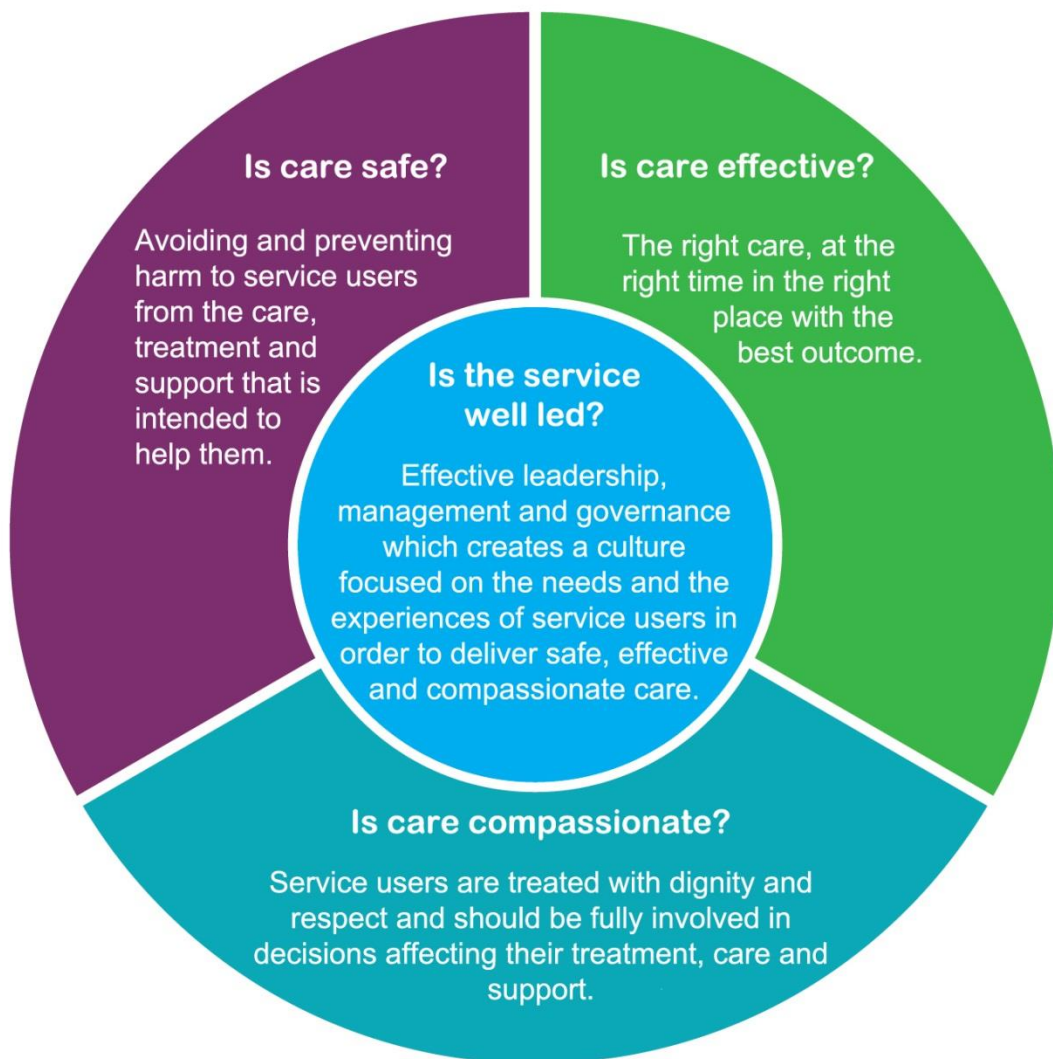 Is care safe?
Avoiding and preventing
harm to service users
from the care,
treatment and
support that is
intended to
help them.
Is care effective?
The right care, at the
right time in the right
place with the
best outcome.
Is the service
well led?
Effective leadership,
management and governance
which creates a culture
focused on the needs and the
experiences of service users in
order to deliver safe, effective
and compassionate care.
Is care compassionate?
Service users are treated with dignity and
respect and should be fully involved in
decisions affecting their treatment, care and
support.